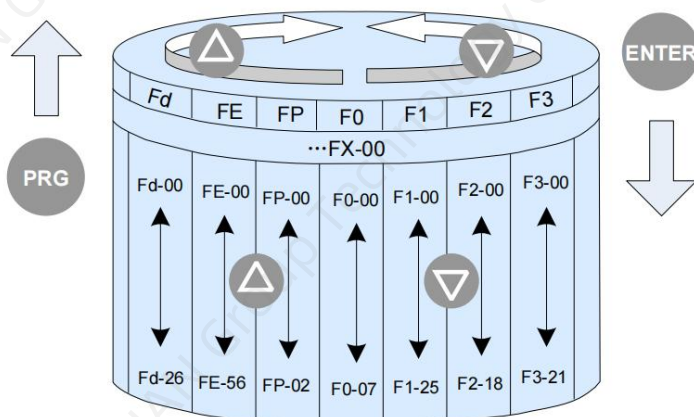 ENTER
PRG
Fd FE FP F0 F1 F2 F3
···FX-00
Fd-00 FE-00 FP-00 F0-00 F1-00 F2-00 F3-00
Fd-26 FE-56 FP-02 F0-07 F1-25 F2-18 F3-21